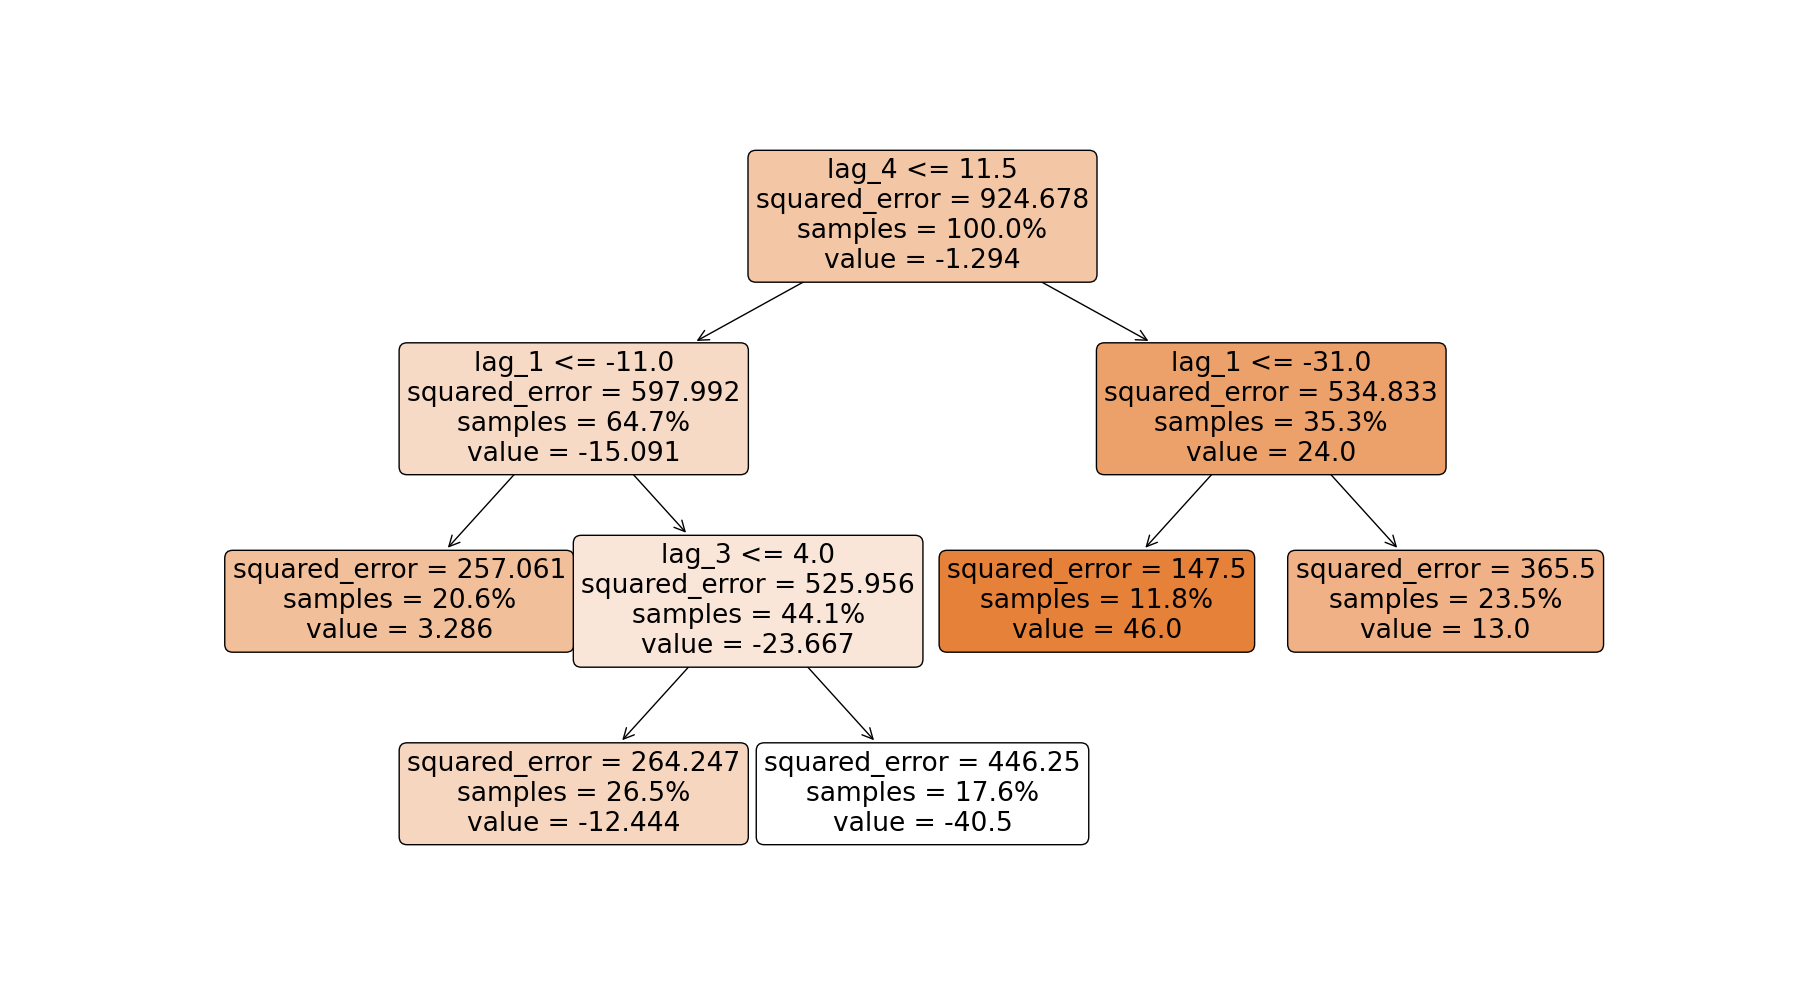 lag_4 <= 11.5
squared_error = 924.678
samples = 100.0%
value = -1.294
lag_1 <= -11.0
squared_error = 597.992
samples = 64.7%
value = -15.091
lag_1 <= -31.0
squared_error = 534.833
samples = 35.3%
value = 24.0
squared_error = 257.061
samples = 20.6%
value = 3.286
lag_3 <= 4.0
squared_error = 525.956
samples = 44.1%
value = -23.667
squared_error = 147.5
samples = 11.8%
value = 46.0
squared_error = 365.5
samples = 23.5%
value = 13.0
squared_error = 264.247
samples = 26.5%
value = -12.444
squared_error = 446.25
samples = 17.6%
value = -40.5